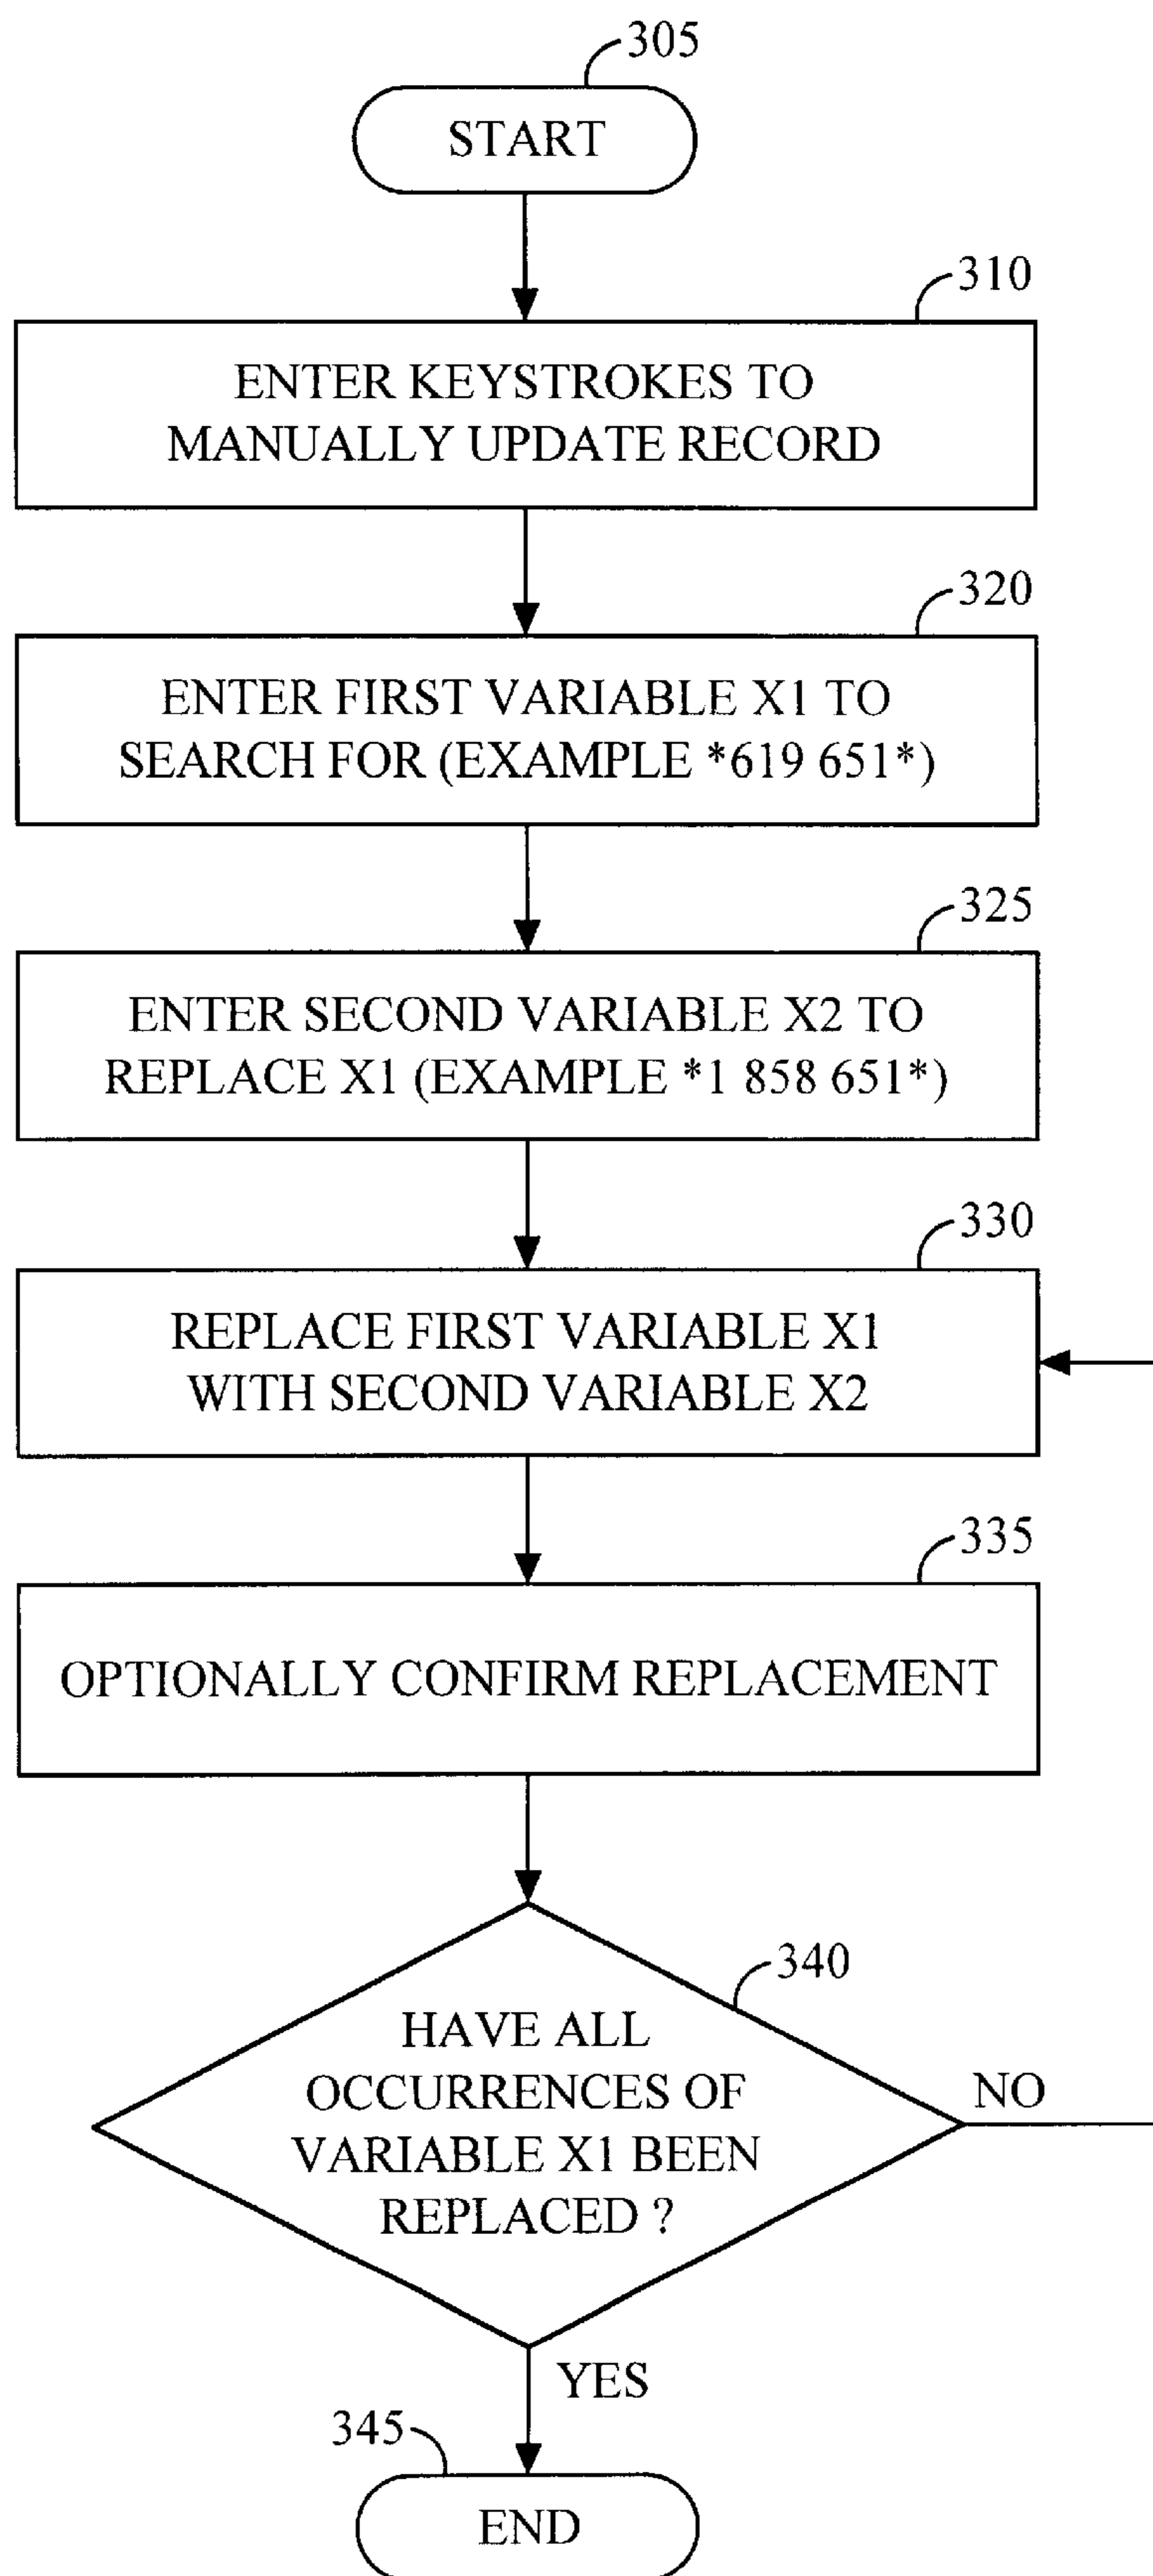 305
START
310
ENTER KEYSTROKES TO
MANUALLY UPDATE RECORD
320
ENTER FIRST VARIABLE X1 TO
SEARCH FOR (EXAMPLE *619 651*)
325
ENTER SECOND VARIABLE X2 TO
REPLACE X1 (EXAMPLE *1 858 651*)
330
REPLACE FIRST VARIABLE X1
WITH SECOND VARIABLE X2
335
OPTIONALLY CONFIRM REPLACEMENT
340
HAVE ALL
OCCURRENCES OF
VARIABLE X1 BEEN
REPLACED ?
NO
YES
345
END